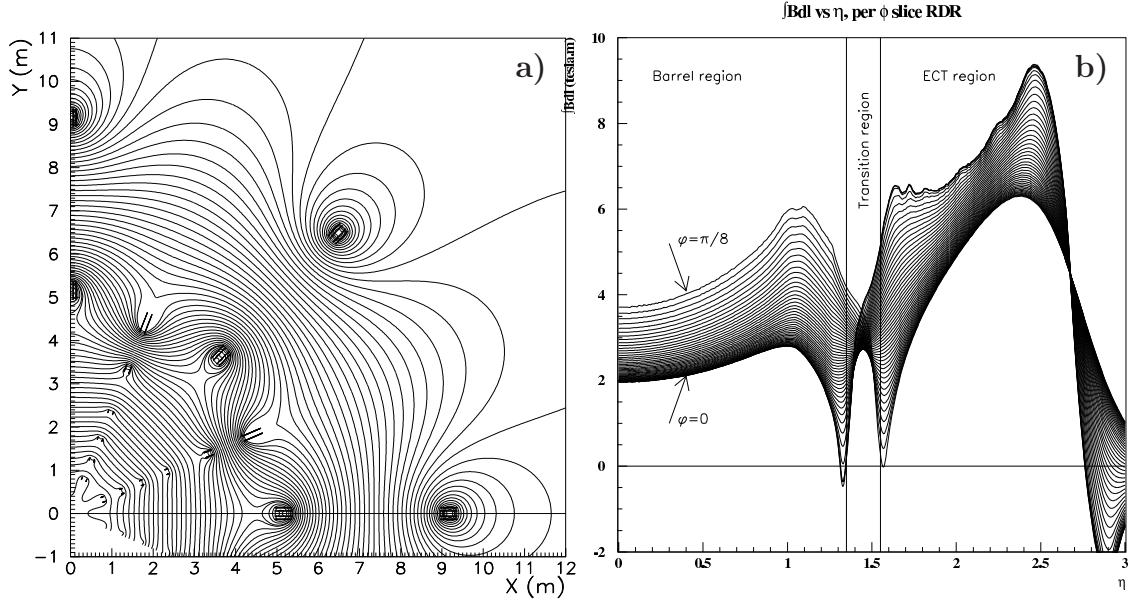 ∫Bdl vs η, per ϕ slice RDR
a)
Y (m)
11
10
9
8
7
6
5
4
3
2
1
0
-1
0 1 2 3 4 5 6 7 8 9 10 11 12
X (m)
∫Bdl (tesla.m)
b)
Barrel region
Transition region
ECT region
φ=π/8
φ=0
10
8
6
4
2
0
-2
0 0.5 1 1.5 2 2.5 3
η